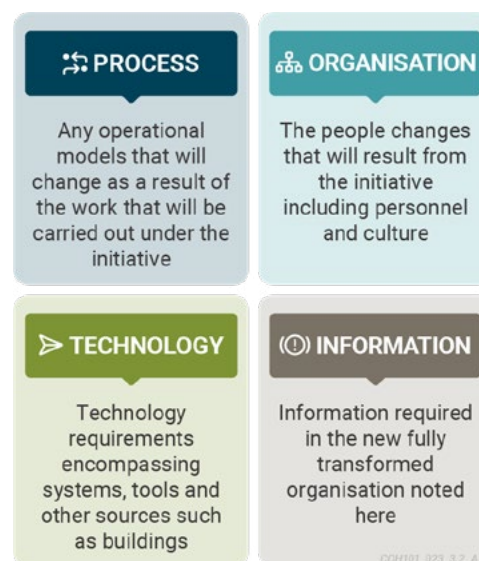 PROCESS
Any operational
models that will
change as a result of
the work that will be
carried out under the
initiative
ORGANISATION
The people changes
that will result from
the initiative
including personnel
and culture
TECHNOLOGY
Technology
requirements
encompassing
systems, tools and
other sources such
as buildings
INFORMATION
Information required
in the new fully
transformed
organisation noted
here